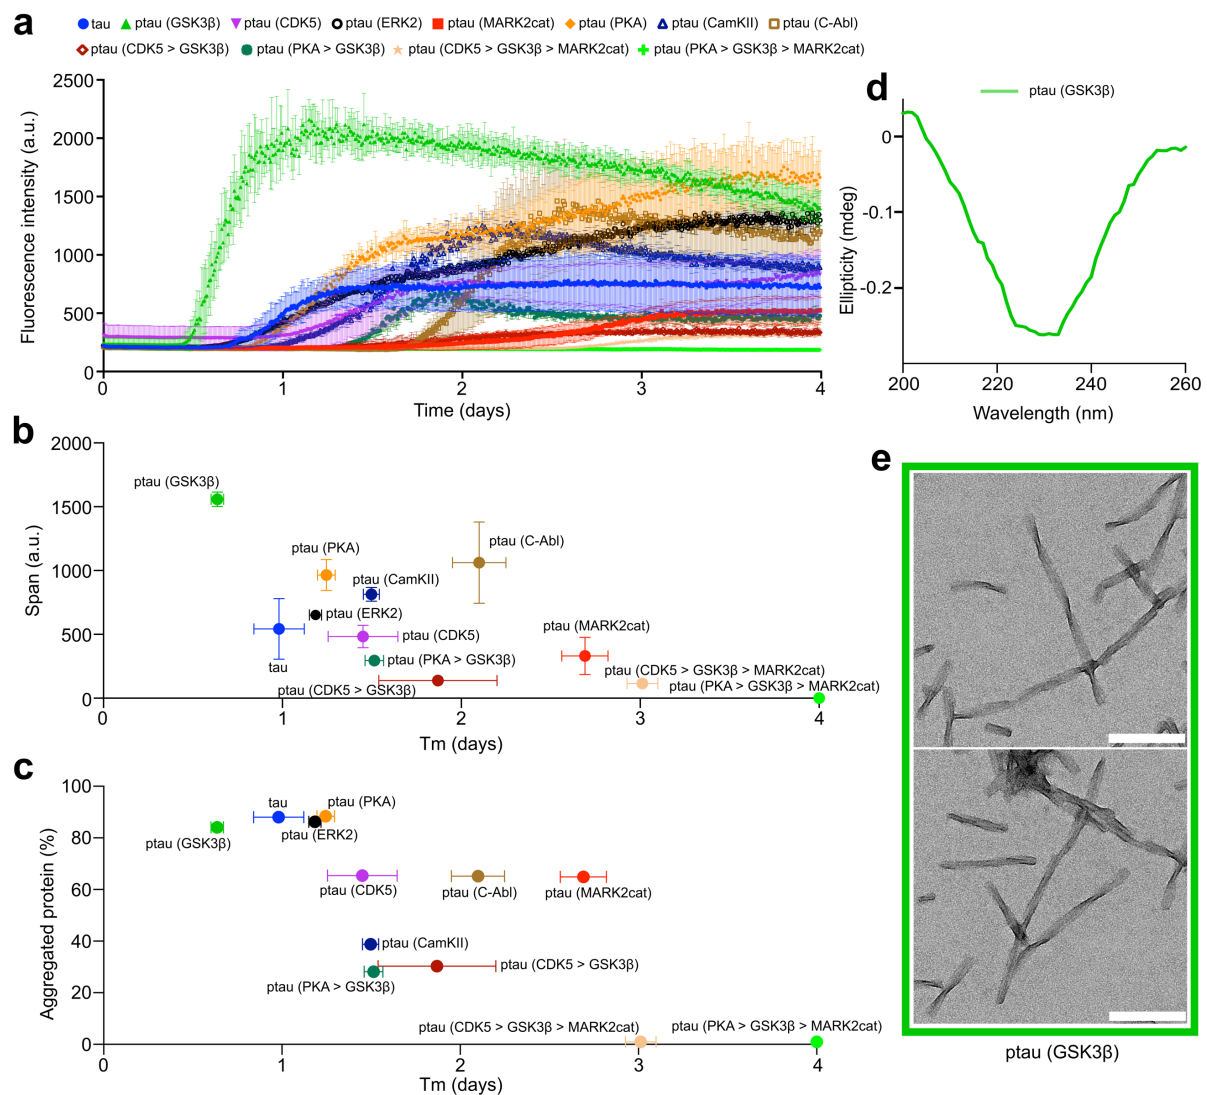 a
tau ptau (GSK3β) ptau (CDK5) ptau (ERK2) ptau (MARK2cat) ptau (PKA) ptau (CamKII) ptau (C-Abl)
ptau (CDK5 > GSK3β) ptau (PKA > GSK3β) ptau (CDK5 > GSK3β > MARK2cat) ptau (PKA > GSK3β > MARK2cat)
Fluorescence intensity (a.u.)
2500
2000
1500
1000
500
0
0 1 2 3 4
Time (days)
b
Span (a.u.)
2000
1500
1000
500
0
ptau (GSK3β)
ptau (C-Abl)
ptau (PKA)
ptau (CamKII)
ptau (ERK2)
ptau (CDK5)
ptau (MARK2cat)
tau
ptau (PKA > GSK3β)
ptau (CDK5 > GSK3β > MARK2cat)
ptau (CDK5 > GSK3β)
ptau (PKA > GSK3β > MARK2cat)
0 1 2 3 4
Tm (days)
c
Aggregated protein (%)
100
80
60
40
20
0
tau
ptau (PKA)
ptau (ERK2)
ptau (GSK3β)
ptau (CDK5)
ptau (C-Abl)
ptau (MARK2cat)
ptau (CamKII)
ptau (CDK5 > GSK3β)
ptau (PKA > GSK3β)
ptau (CDK5 > GSK3β > MARK2cat)
ptau (PKA > GSK3β > MARK2cat)
0 1 2 3 4
Tm (days)
d
ptau (GSK3β)
Ellipticity (mdeg)
0
-0.1
-0.2
200 220 240 260
Wavelength (nm)
e
ptau (GSK3β)